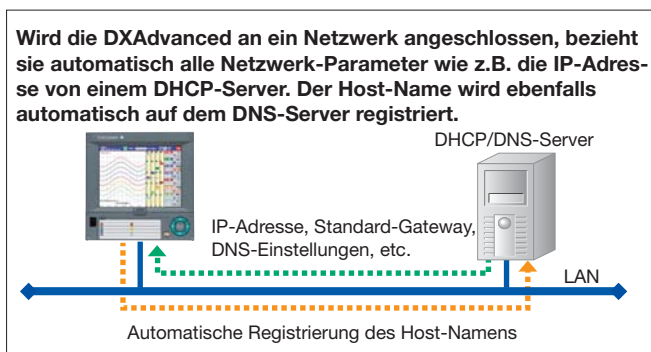 Wird die DXAdvanced an ein Netzwerk angeschlossen, bezieht
sie automatisch alle Netzwerk-Parameter wie z.B. die IP-Adres-
se von einem DHCP-Server. Der Host-Name wird ebenfalls
automatisch auf dem DNS-Server registriert.
DHCP/DNS-Server
IP-Adresse, Standard-Gateway,
DNS-Einstellungen, etc.
LAN
Automatische Registrierung des Host-Namens